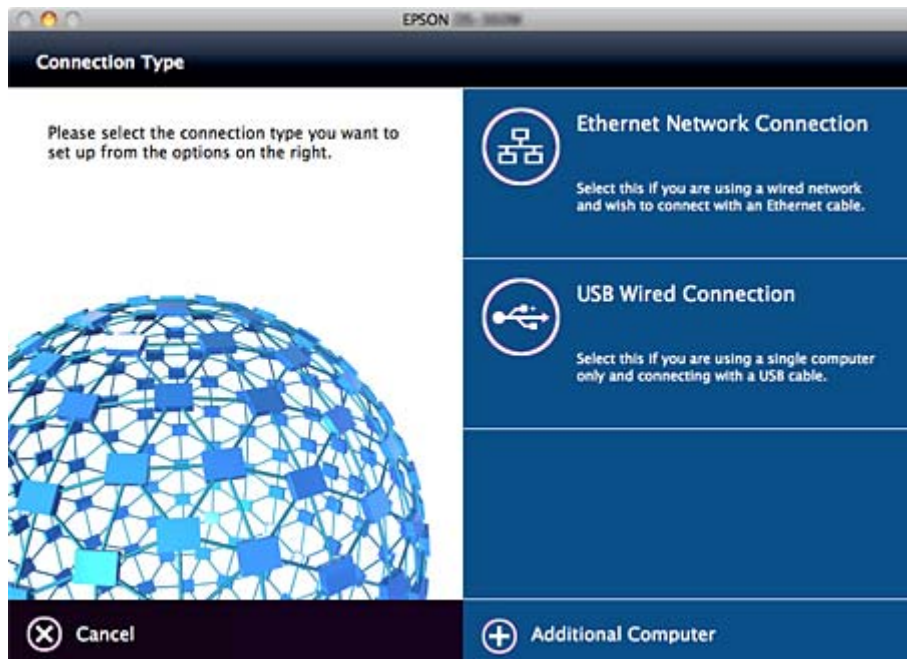 EPSON
Connection Type
Please select the connection type you want to
set up from the options on the right.
Ethernet Network Connection
Select this if you are using a wired network
and wish to connect with an Ethernet cable.
USB Wired Connection
Select this if you are using a single computer
only and connecting with a USB cable.
Cancel
Additional Computer